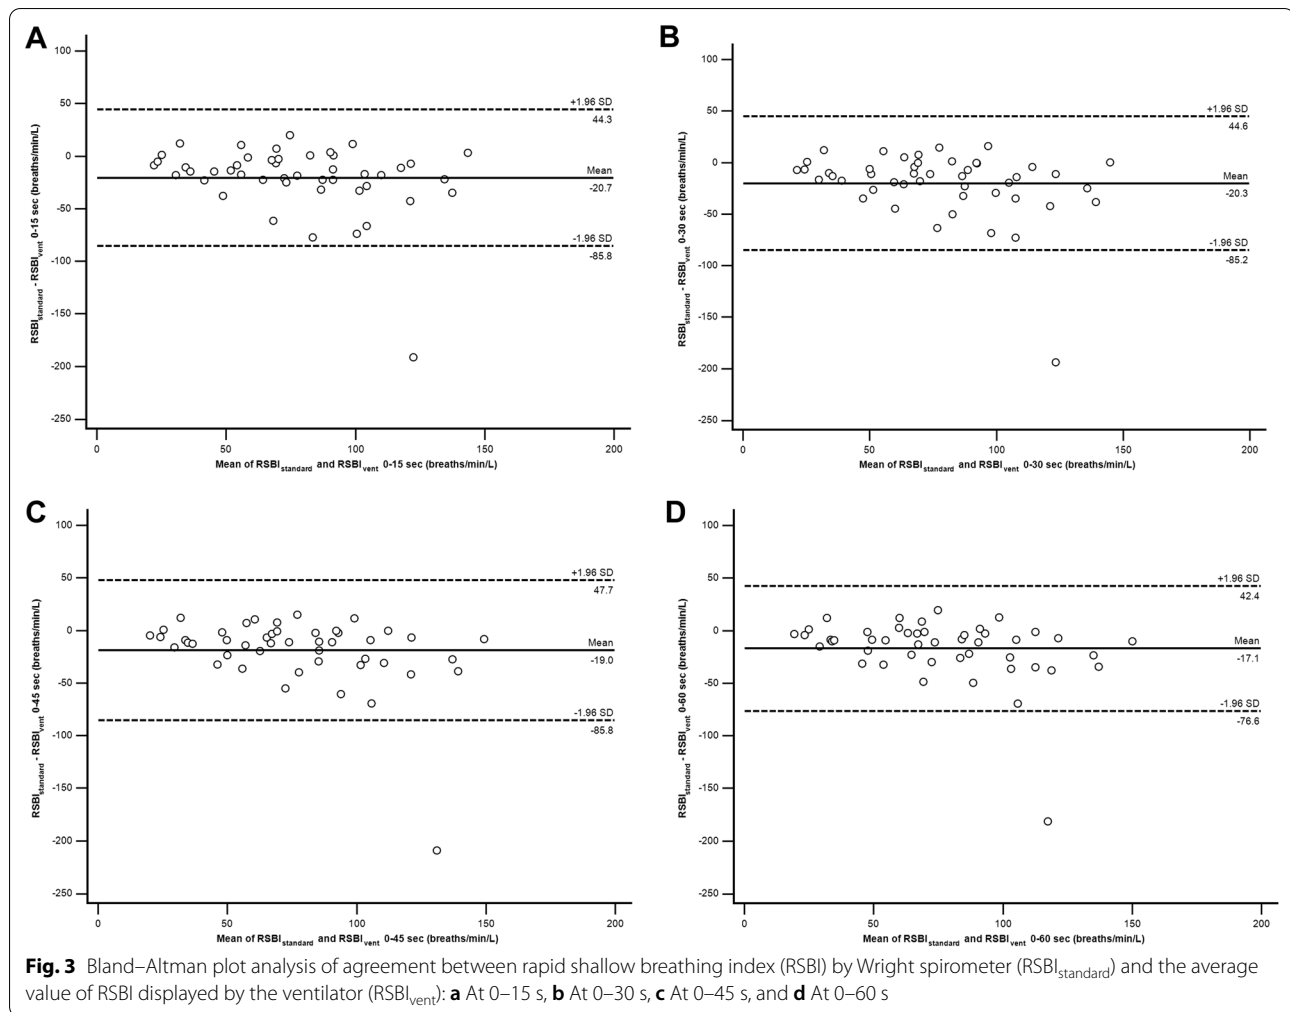 A
100
50
0
-50
-100
-150
-200
-250
RSBIstandard - RSBIvent 0-15 sec (breaths/min/L)
+1.96 SD
44.3
Mean
-20.7
-1.96 SD
-85.8
0 50 100 150 200
Mean of RSBIstandard and RSBIvent 0-15 sec (breaths/min/L)
B
100
50
0
-50
-100
-150
-200
-250
RSBIstandard - RSBIvent 0-30 sec (breaths/min/L)
+1.96 SD
44.6
Mean
-20.3
-1.96 SD
-85.2
0 50 100 150 200
Mean of RSBIstandard and RSBIvent 0-30 sec (breaths/min/L)
C
100
50
0
-50
-100
-150
-200
-250
RSBIstandard - RSBIvent 0-45 sec (breaths/min/L)
+1.96 SD
47.7
Mean
-19.0
-1.96 SD
-85.8
0 50 100 150 200
Mean of RSBIstandard and RSBIvent 0-45 sec (breaths/min/L)
D
100
50
0
-50
-100
-150
-200
-250
RSBIstandard - RSBIvent 0-60 sec (breaths/min/L)
+1.96 SD
42.4
Mean
-17.1
-1.96 SD
-76.6
0 50 100 150 200
Mean of RSBIstandard and RSBIvent 0-60 sec (breaths/min/L)
Fig. 3 Bland–Altman plot analysis of agreement between rapid shallow breathing index (RSBI) by Wright spirometer (RSBIstandard) and the average
value of RSBI displayed by the ventilator (RSBIvent): a At 0–15 s, b At 0–30 s, c At 0–45 s, and d At 0–60 s